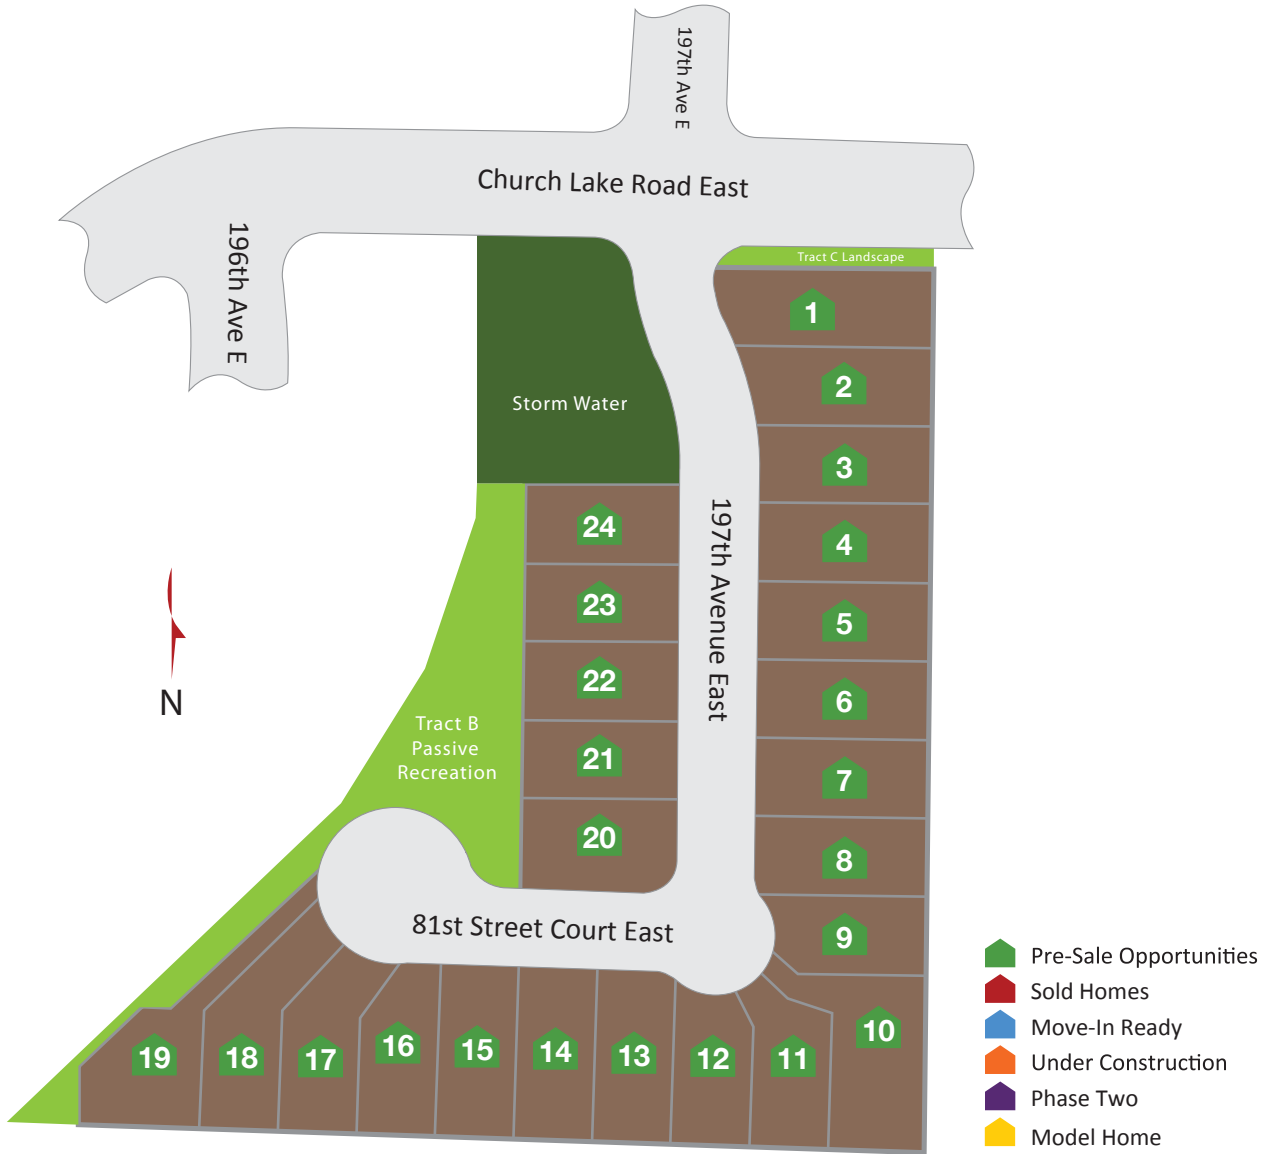 197th Ave E
Church Lake Road East
196th Ave E
Tract C Landscape
1
2
Storm Water
3
24
4
197th Avenue East
23
5
22
6
N
Tract B
Passive
Recreation
21
7
20
8
81st Street Court East
9
10
19
18
17
16
15
14
13
12
11
Pre-Sale Opportunities
Sold Homes
Move-In Ready
Under Construction
Phase Two
Model Home